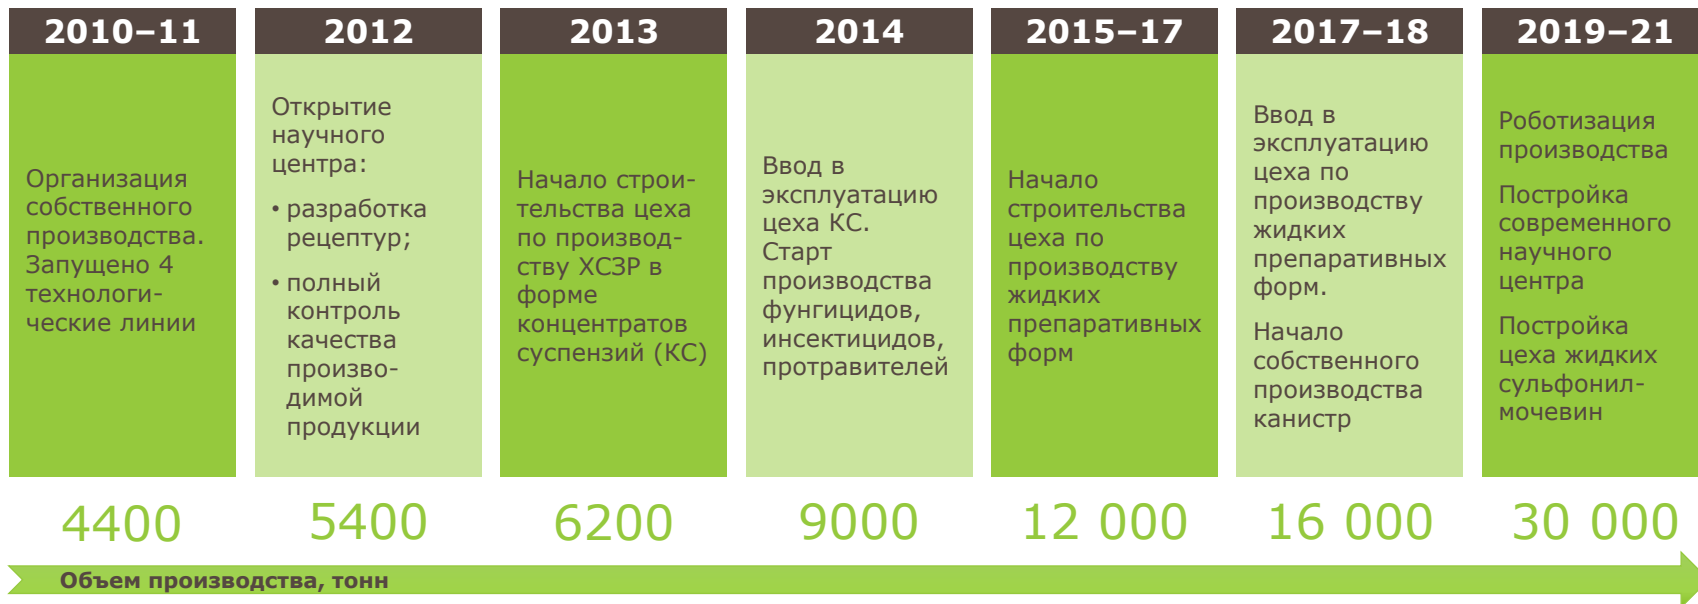 2010–11
Организация
собственного
производства.
Запущено 4
технологи-
ческие линии
4400
2012
Открытие
научного
центра:
• разработка
рецептур;
• полный
контроль
качества
произво-
димой
продукции
5400
2013
Начало строи-
тельства цеха
по производ-
ству ХСЗР в
форме
концентратов
суспензий (КС)
6200
2014
Ввод в
эксплуатацию
цеха КС.
Старт
производства
фунгицидов,
инсектицидов,
протравителей
9000
2015–17
Начало
строительства
цеха по
производству
жидких
препаративных
форм
12 000
2017–18
Ввод в
эксплуатацию
цеха по
производству
жидких
препаративных
форм.
Начало
собственного
производства
канистр
16 000
2019–21
Роботизация
производства
Постройка
современного
научного
центра
Постройка
цеха жидких
сульфонил-
мочевин
30 000
Объем производства, тонн